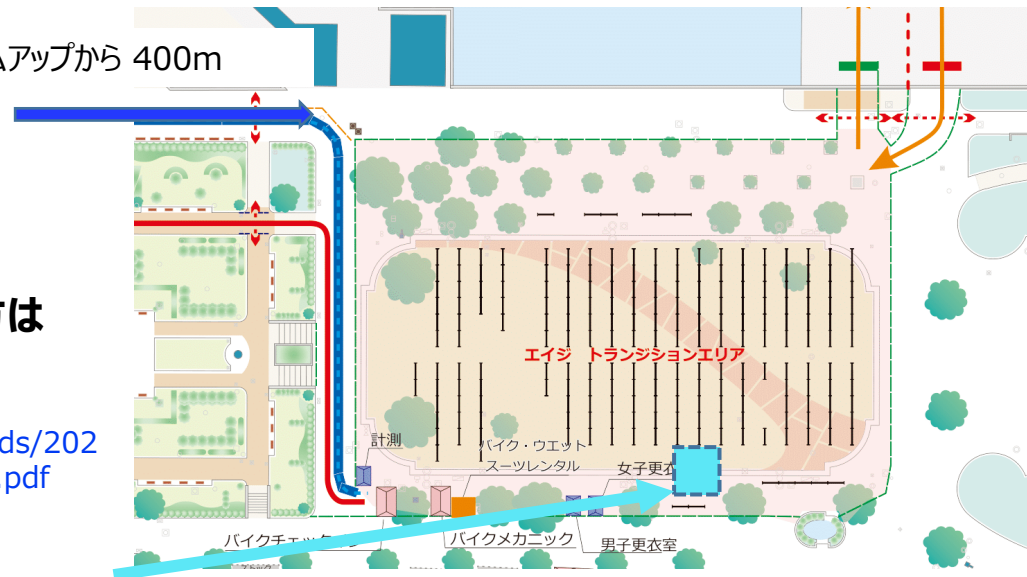 ムアップから 400m
方は
ds/202
.pdf
エイジ トランジションエリア
計測
バイク・ウエット
スーツレンタル
女子更衣
バイクチェック
バイクメカニック
男子更衣室